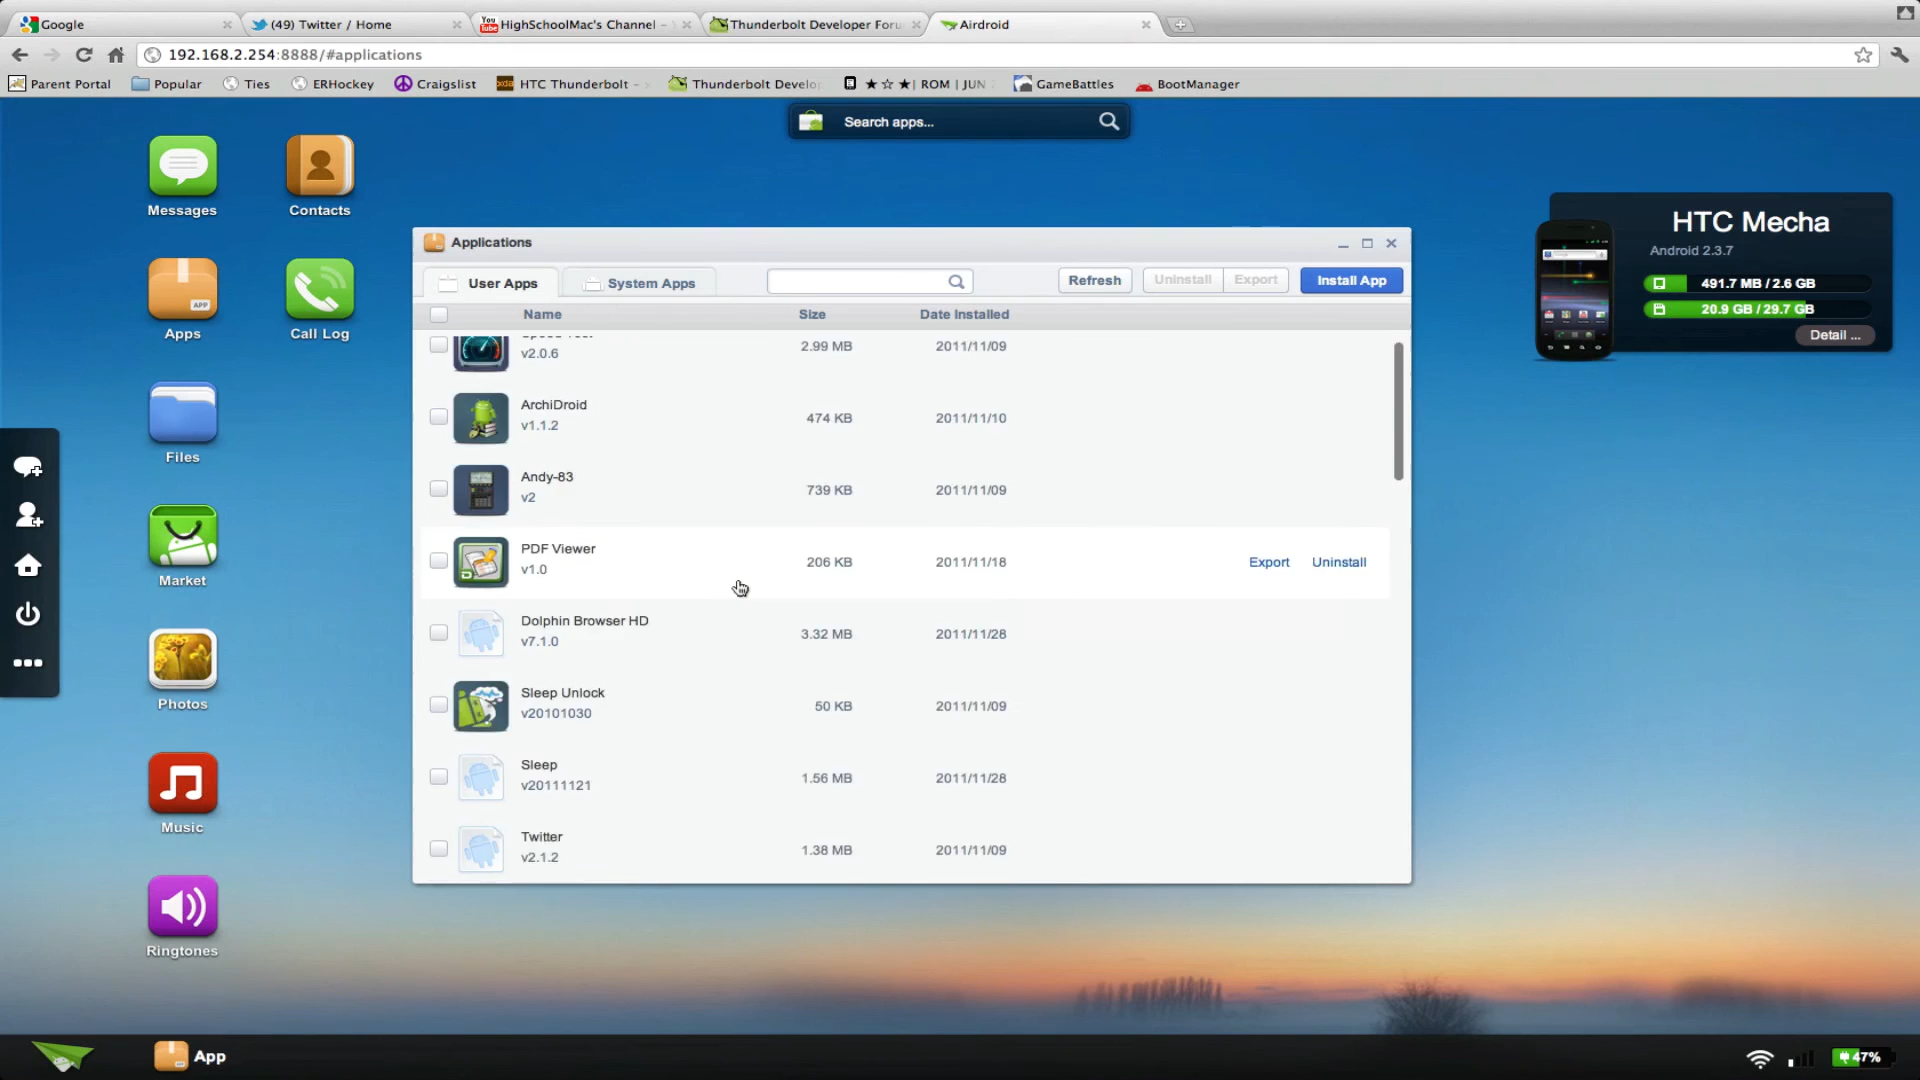 Google
(49) Twitter / Home
HighSchoolMac's Channel -
Thunderbolt Developer Foru
Airdroid
192.168.2.254:8888/#applications
Parent Portal
Popular
Ties
ERHockey
Craigslist
HTC Thunderbolt -
Thunderbolt Develo
★ ☆ ★| ROM | JUN
GameBattles
BootManager
Search apps...
Messages
Contacts
Apps
Call Log
Files
Market
Photos
Music
Ringtones
Applications
User Apps
System Apps
Refresh
Uninstall
Export
Install App
Name
Size
Date Installed
v2.0.6
2.99 MB
2011/11/09
ArchiDroid
v1.1.2
474 KB
2011/11/10
Andy-83
v2
739 KB
2011/11/09
PDF Viewer
v1.0
206 KB
2011/11/18
Export
Uninstall
Dolphin Browser HD
v7.1.0
3.32 MB
2011/11/28
Sleep Unlock
v20101030
50 KB
2011/11/09
Sleep
v20111121
1.56 MB
2011/11/28
Twitter
v2.1.2
1.38 MB
2011/11/09
HTC Mecha
Android 2.3.7
491.7 MB / 2.6 GB
20.9 GB / 29.7 GB
Detail ...
App
47%